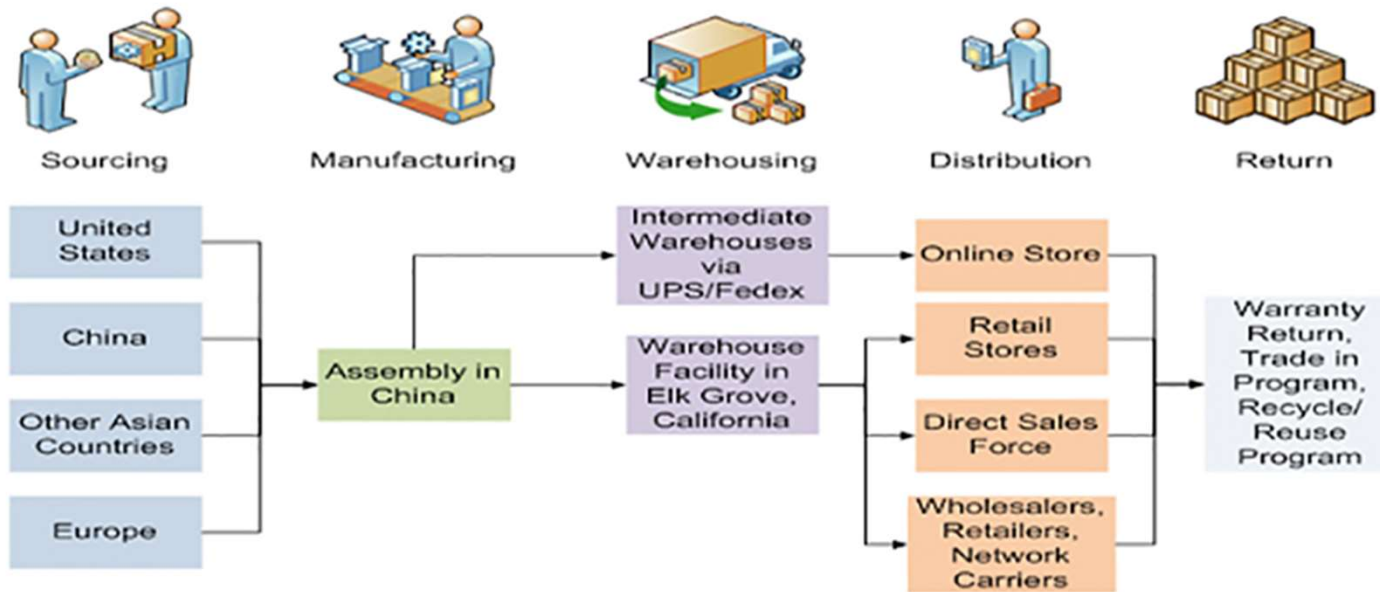 Sourcing
Manufacturing
Warehousing
Distribution
Return
United
States
China
Other Asian
Countries
Europe
Assembly in
China
Intermediate
Warehouses
via
UPS/Fedex
Warehouse
Facility in
Elk Grove,
California
Online Store
Retail
Stores
Direct Sales
Force
Wholesalers,
Retailers,
Network
Carriers
Warranty
Return,
Trade in
Program,
Recycle/
Reuse
Program